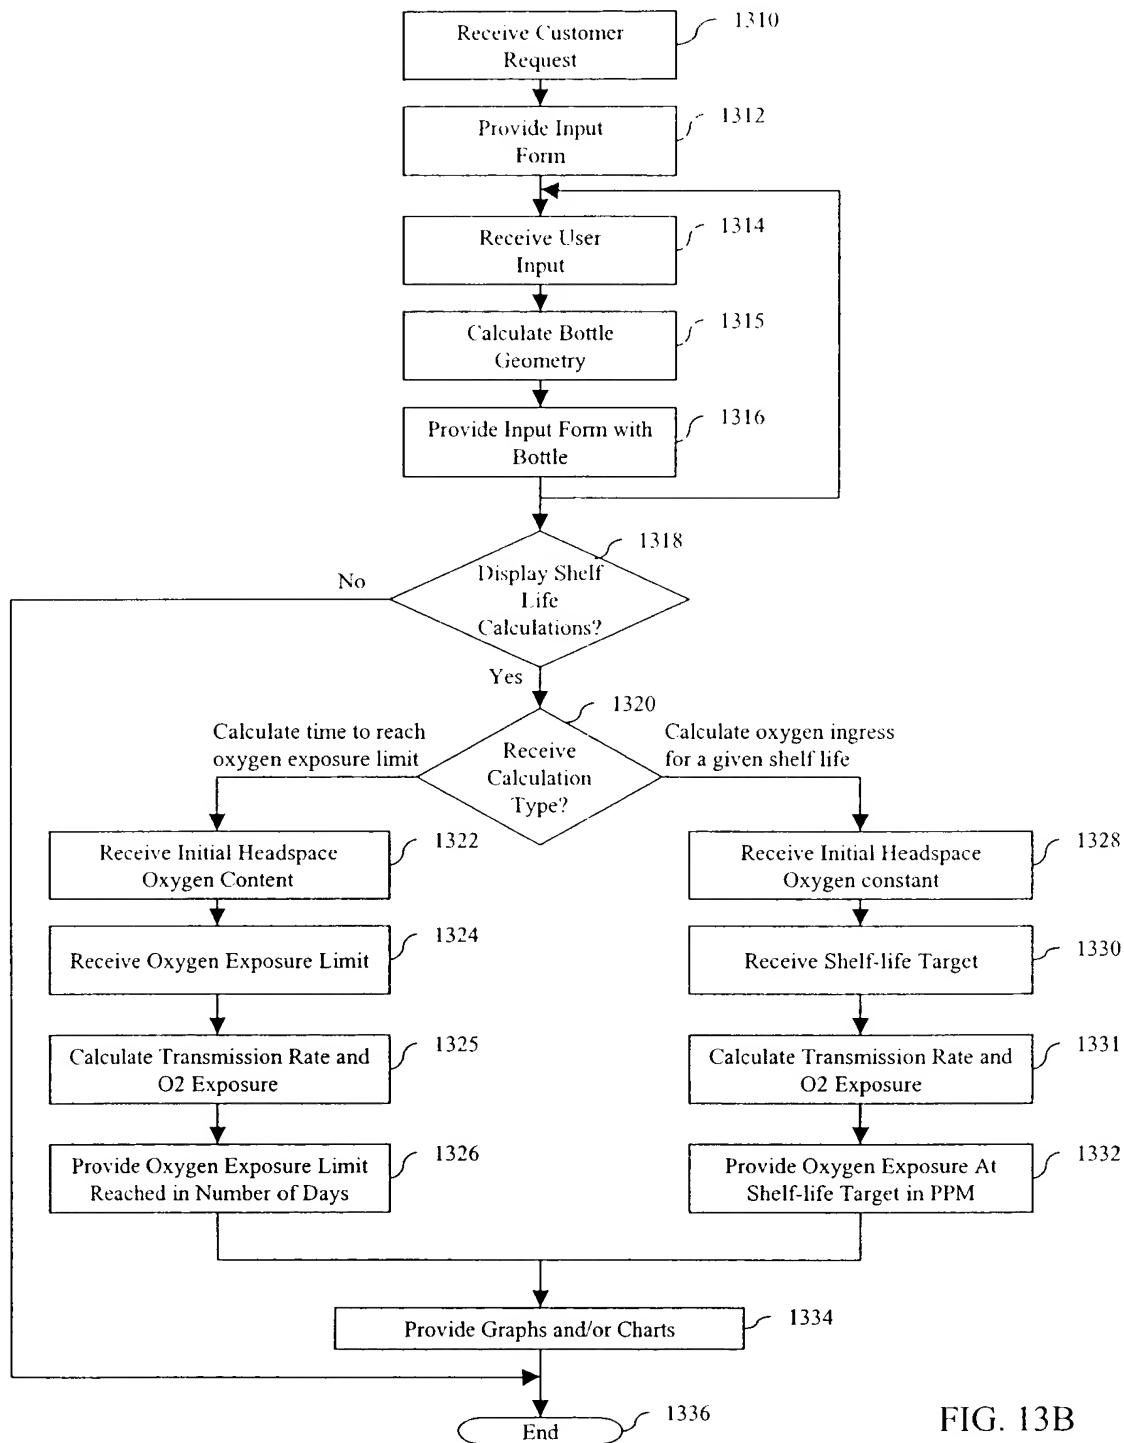 Receive Customer
Request
1310
Provide Input
Form
1312
Receive User
Input
1314
Calculate Bottle
Geometry
1315
Provide Input Form with
Bottle
1316
Display Shelf
Life
Calculations?
1318
No
Yes
Receive
Calculation
Type?
1320
Calculate time to reach
oxygen exposure limit
Calculate oxygen ingress
for a given shelf life
Receive Initial Headspace
Oxygen Content
1322
Receive Initial Headspace
Oxygen constant
1328
Receive Oxygen Exposure Limit
1324
Receive Shelf-life Target
1330
Calculate Transmission Rate and
O2 Exposure
1325
Calculate Transmission Rate and
O2 Exposure
1331
Provide Oxygen Exposure Limit
Reached in Number of Days
1326
Provide Oxygen Exposure At
Shelf-life Target in PPM
1332
Provide Graphs and/or Charts
1334
End
1336
FIG. 13B